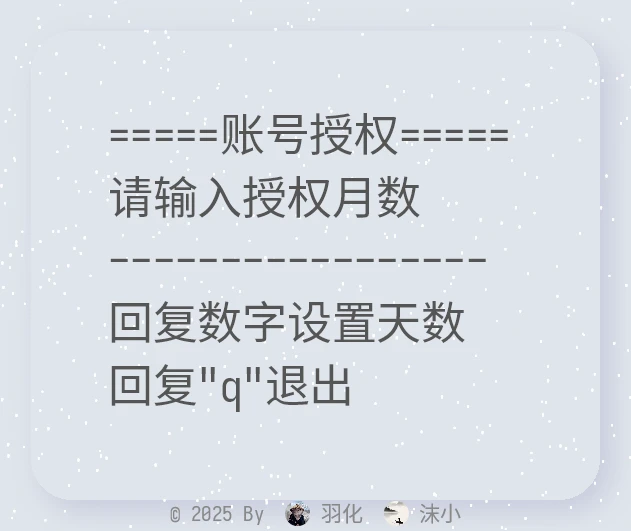 =====账号授权=====
请输入授权月数
-----------------
回复数字设置天数
回复"q"退出
© 2025 By 羽化 沫小